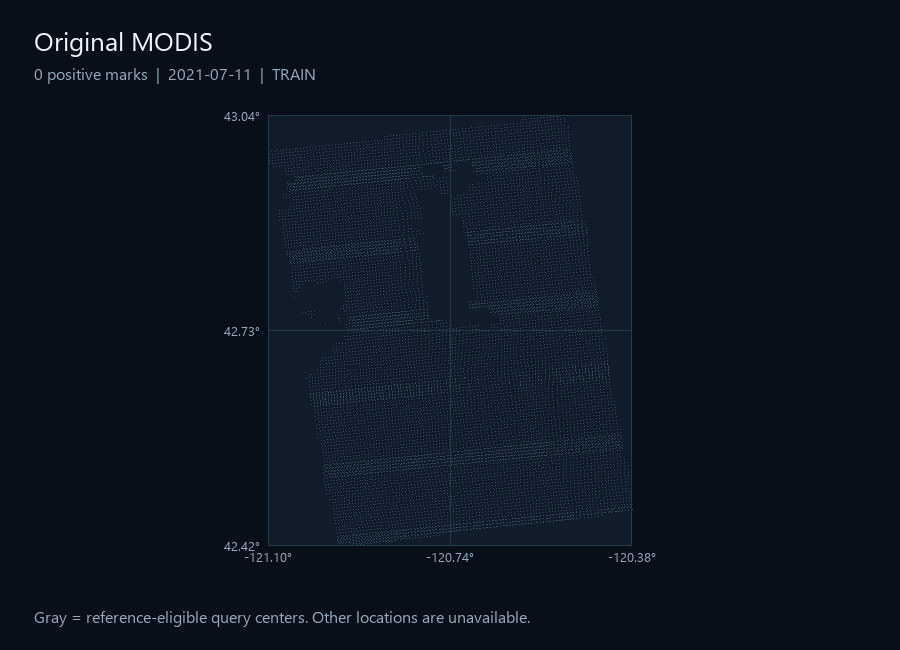 Original MODIS
0 positive marks | 2021-07-11 | TRAIN
43.04°
42.73°
42.42°
-121.10°
-120.74°
-120.38°
Gray = reference-eligible query centers. Other locations are unavailable.